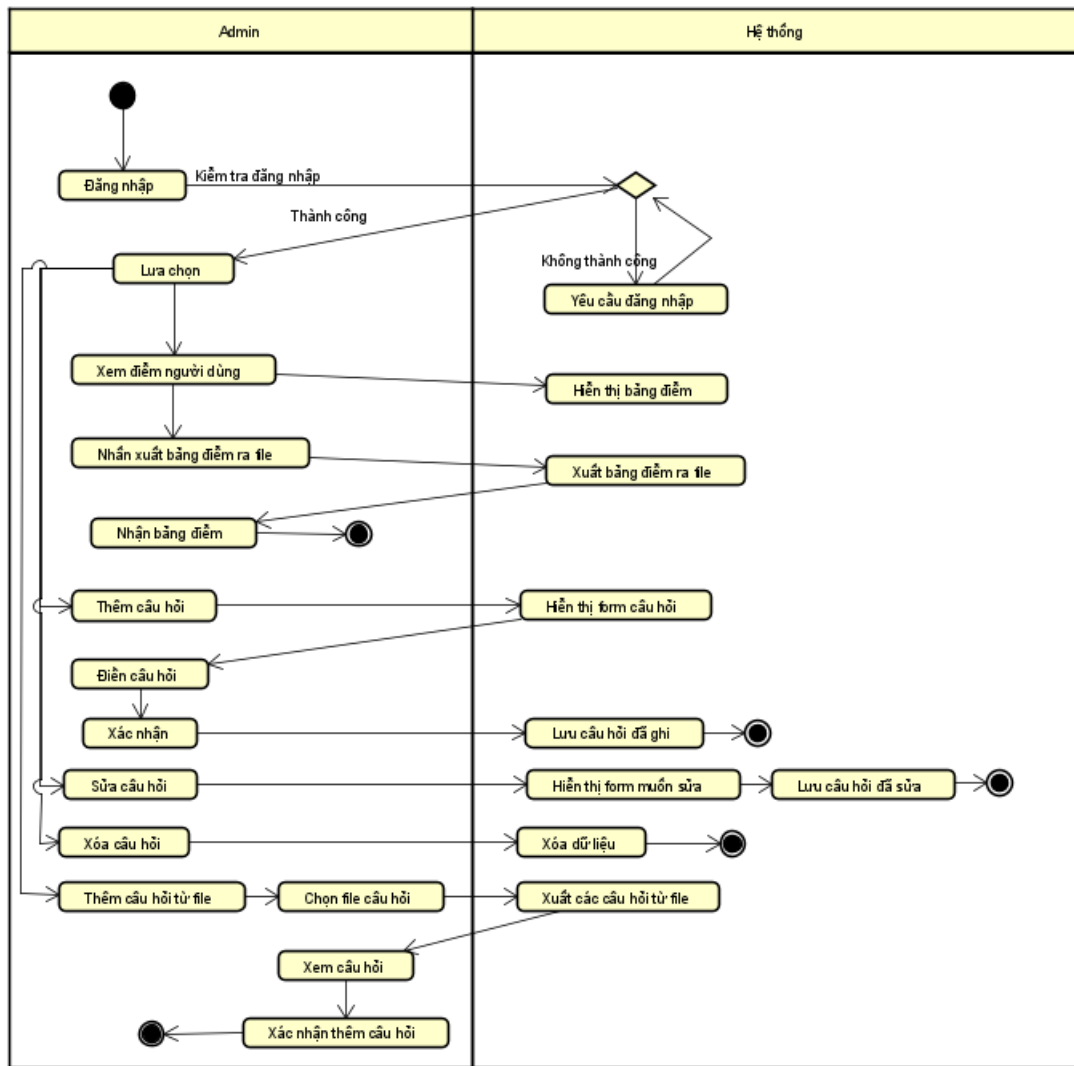 Admin
Hệ thống
Đăng nhập
Kiểm tra đăng nhập
Thành công
Lựa chọn
Không thành công
Yêu cầu đăng nhập
Xem điểm người dùng
Hiển thị bảng điểm
Nhấn xuất bảng điểm ra file
Xuất bảng điểm ra file
Nhận bảng điểm
Thêm câu hỏi
Hiển thị form câu hỏi
Điền câu hỏi
Xác nhận
Lưu câu hỏi đã ghi
Sửa câu hỏi
Hiển thị form muốn sửa
Lưu câu hỏi đã sửa
Xóa câu hỏi
Xóa dữ liệu
Thêm câu hỏi từ file
Chọn file câu hỏi
Xuất các câu hỏi từ file
Xem câu hỏi
Xác nhận thêm câu hỏi